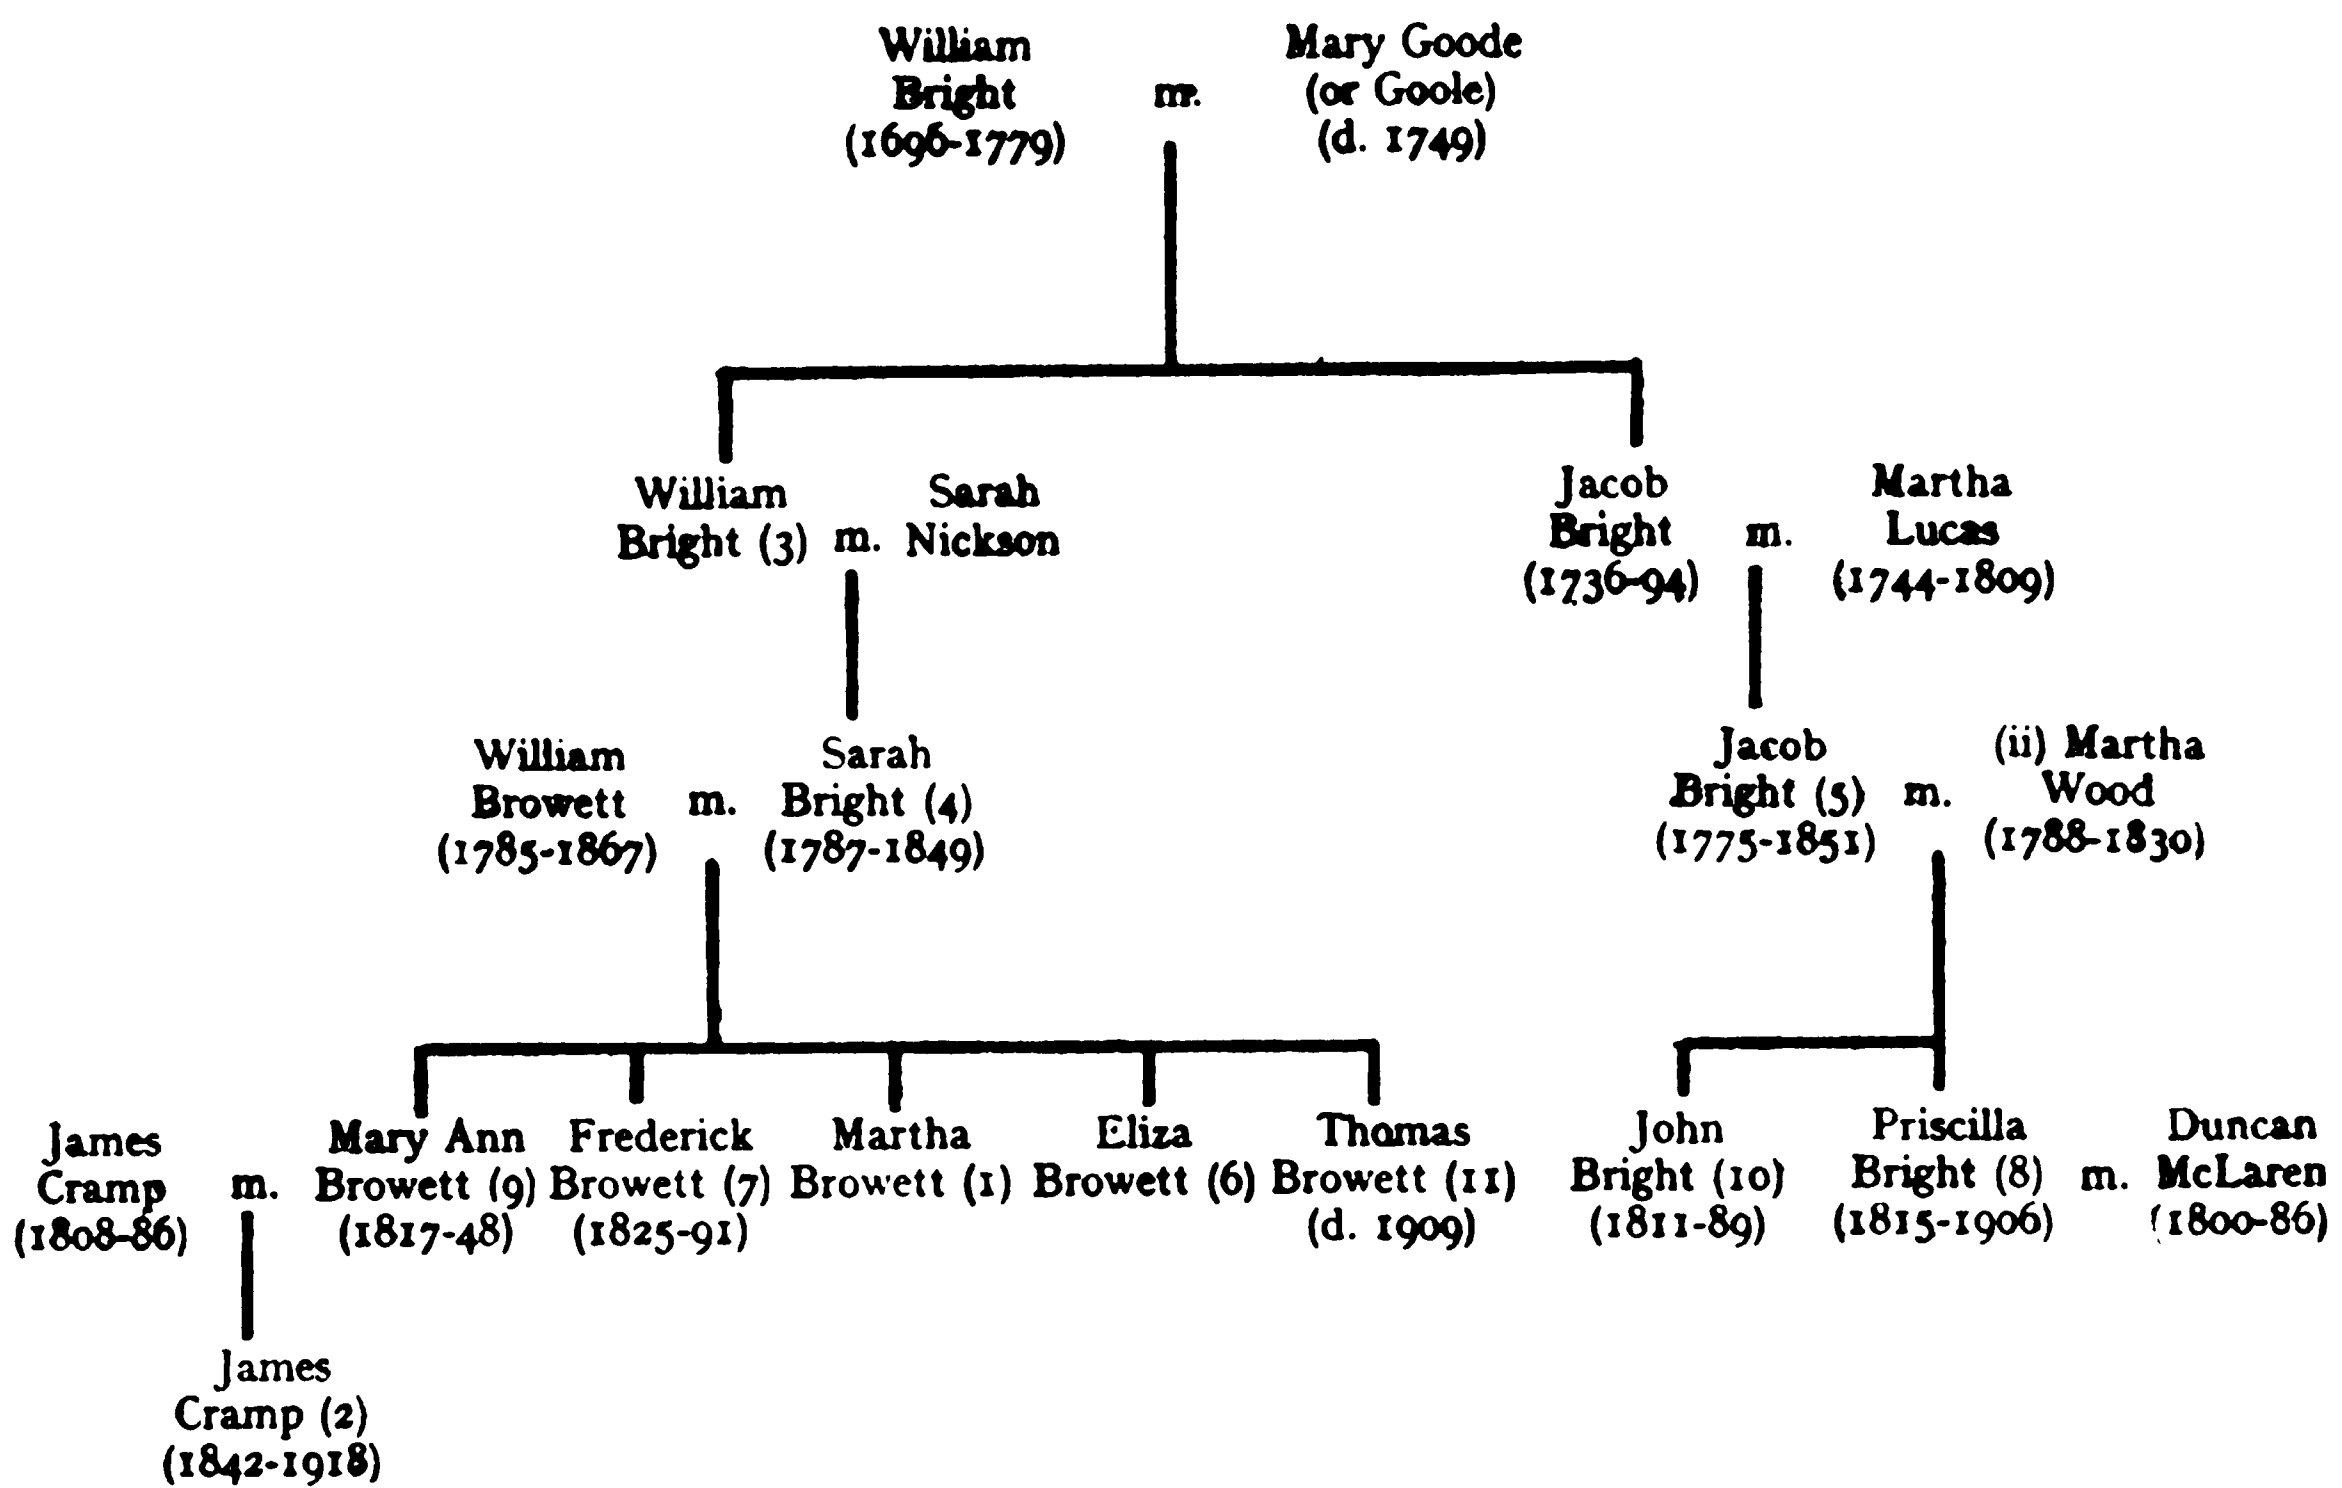 William
Bright
(1696-1779)
m.
Mary Goode
(or Goole)
(d. 1749)
William
Bright (3)
m.
Sarah
Nickson
Jacob
Bright
(1736-94)
m.
Martha
Lucas
(1744-1809)
William
Browett
(1785-1867)
m.
Sarah
Bright (4)
(1787-1849)
Jacob
Bright (5)
(1775-1851)
m.
(ii) Martha
Wood
(1788-1830)
James
Cramp
(1808-86)
m.
Mary Ann
Browett (9)
(1817-48)
Frederick
Browett (7)
(1825-91)
Martha
Browett (1)
Eliza
Browett (6)
Thomas
Browett (11)
(d. 1909)
John
Bright (10)
(1811-89)
Priscilla
Bright (8)
(1815-1906)
m.
Duncan
McLaren
(1800-86)
James
Cramp (2)
(1842-1918)